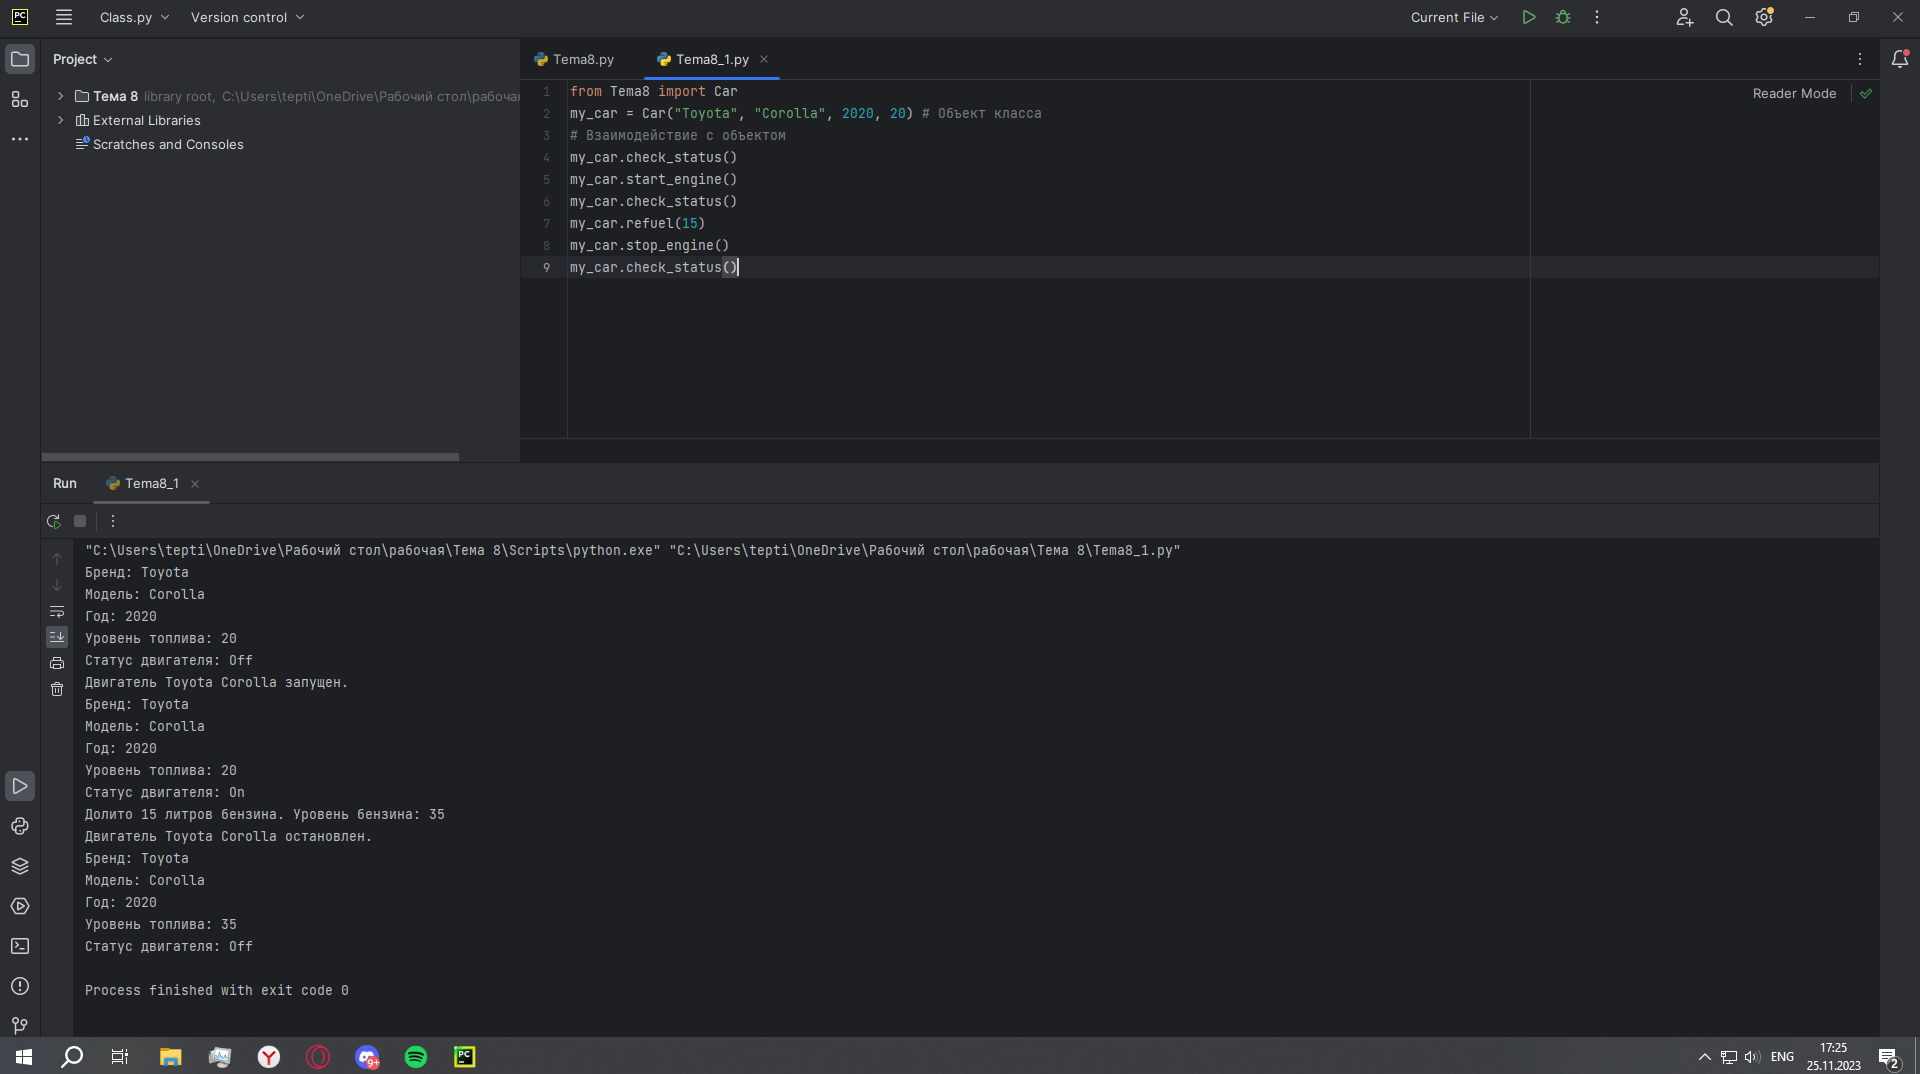 PC
Class.py
Version control
Current File
Project
Тема 8 library root, C:\Users\tepti\OneDrive\Рабочий стол\рабочая
External Libraries
Scratches and Consoles
Tema8.py
Tema8_1.py
Reader Mode
1 from Tema8 import Car
2 my_car = Car("Toyota", "Corolla", 2020, 20) # Объект класса
3 # Взаимодействие с объектом
4 my_car.check_status()
5 my_car.start_engine()
6 my_car.check_status()
7 my_car.refuel(15)
8 my_car.stop_engine()
9 my_car.check_status()
Run
Tema8_1
"C:\Users\tepti\OneDrive\Рабочий стол\рабочая\Тема 8\Scripts\python.exe" "C:\Users\tepti\OneDrive\Рабочий стол\рабочая\Тема 8\Tema8_1.py"
Бренд: Toyota
Модель: Corolla
Год: 2020
Уровень топлива: 20
Статус двигателя: Off
Двигатель Toyota Corolla запущен.
Бренд: Toyota
Модель: Corolla
Год: 2020
Уровень топлива: 20
Статус двигателя: On
Долито 15 литров бензина. Уровень бензина: 35
Двигатель Toyota Corolla остановлен.
Бренд: Toyota
Модель: Corolla
Год: 2020
Уровень топлива: 35
Статус двигателя: Off
Process finished with exit code 0
9+
PC
ENG
17:25
25.11.2023
2